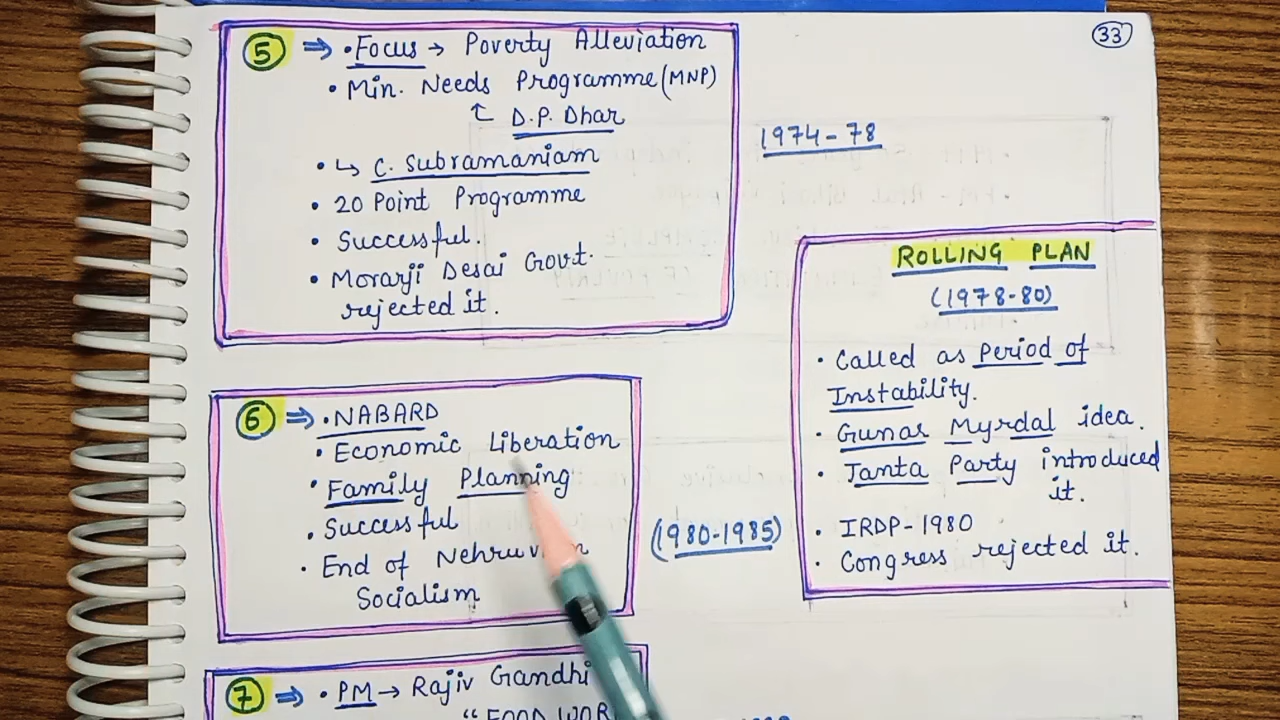 33
5 ⇒ • Focus → Poverty Alleviation
• Min. Needs Programme (MNP)
D.P. Dhar
• ↳ C. Subramaniam
• 20 Point Programme
• Successful.
• Morarji Desai Govt.
rejected it.
1974-78
ROLLING PLAN
(1978-80)
• Called as Period of
Instability.
• Gunar Myrdal idea.
• Janta Party introduced
it.
• IRDP-1980
• Congress rejected it.
6 ⇒ • NABARD
• Economic Liberation
• Family Planning
• Successful
• End of
Socialism
(1980-1985)
7 ⇒ • PM → Rajiv Gandhi